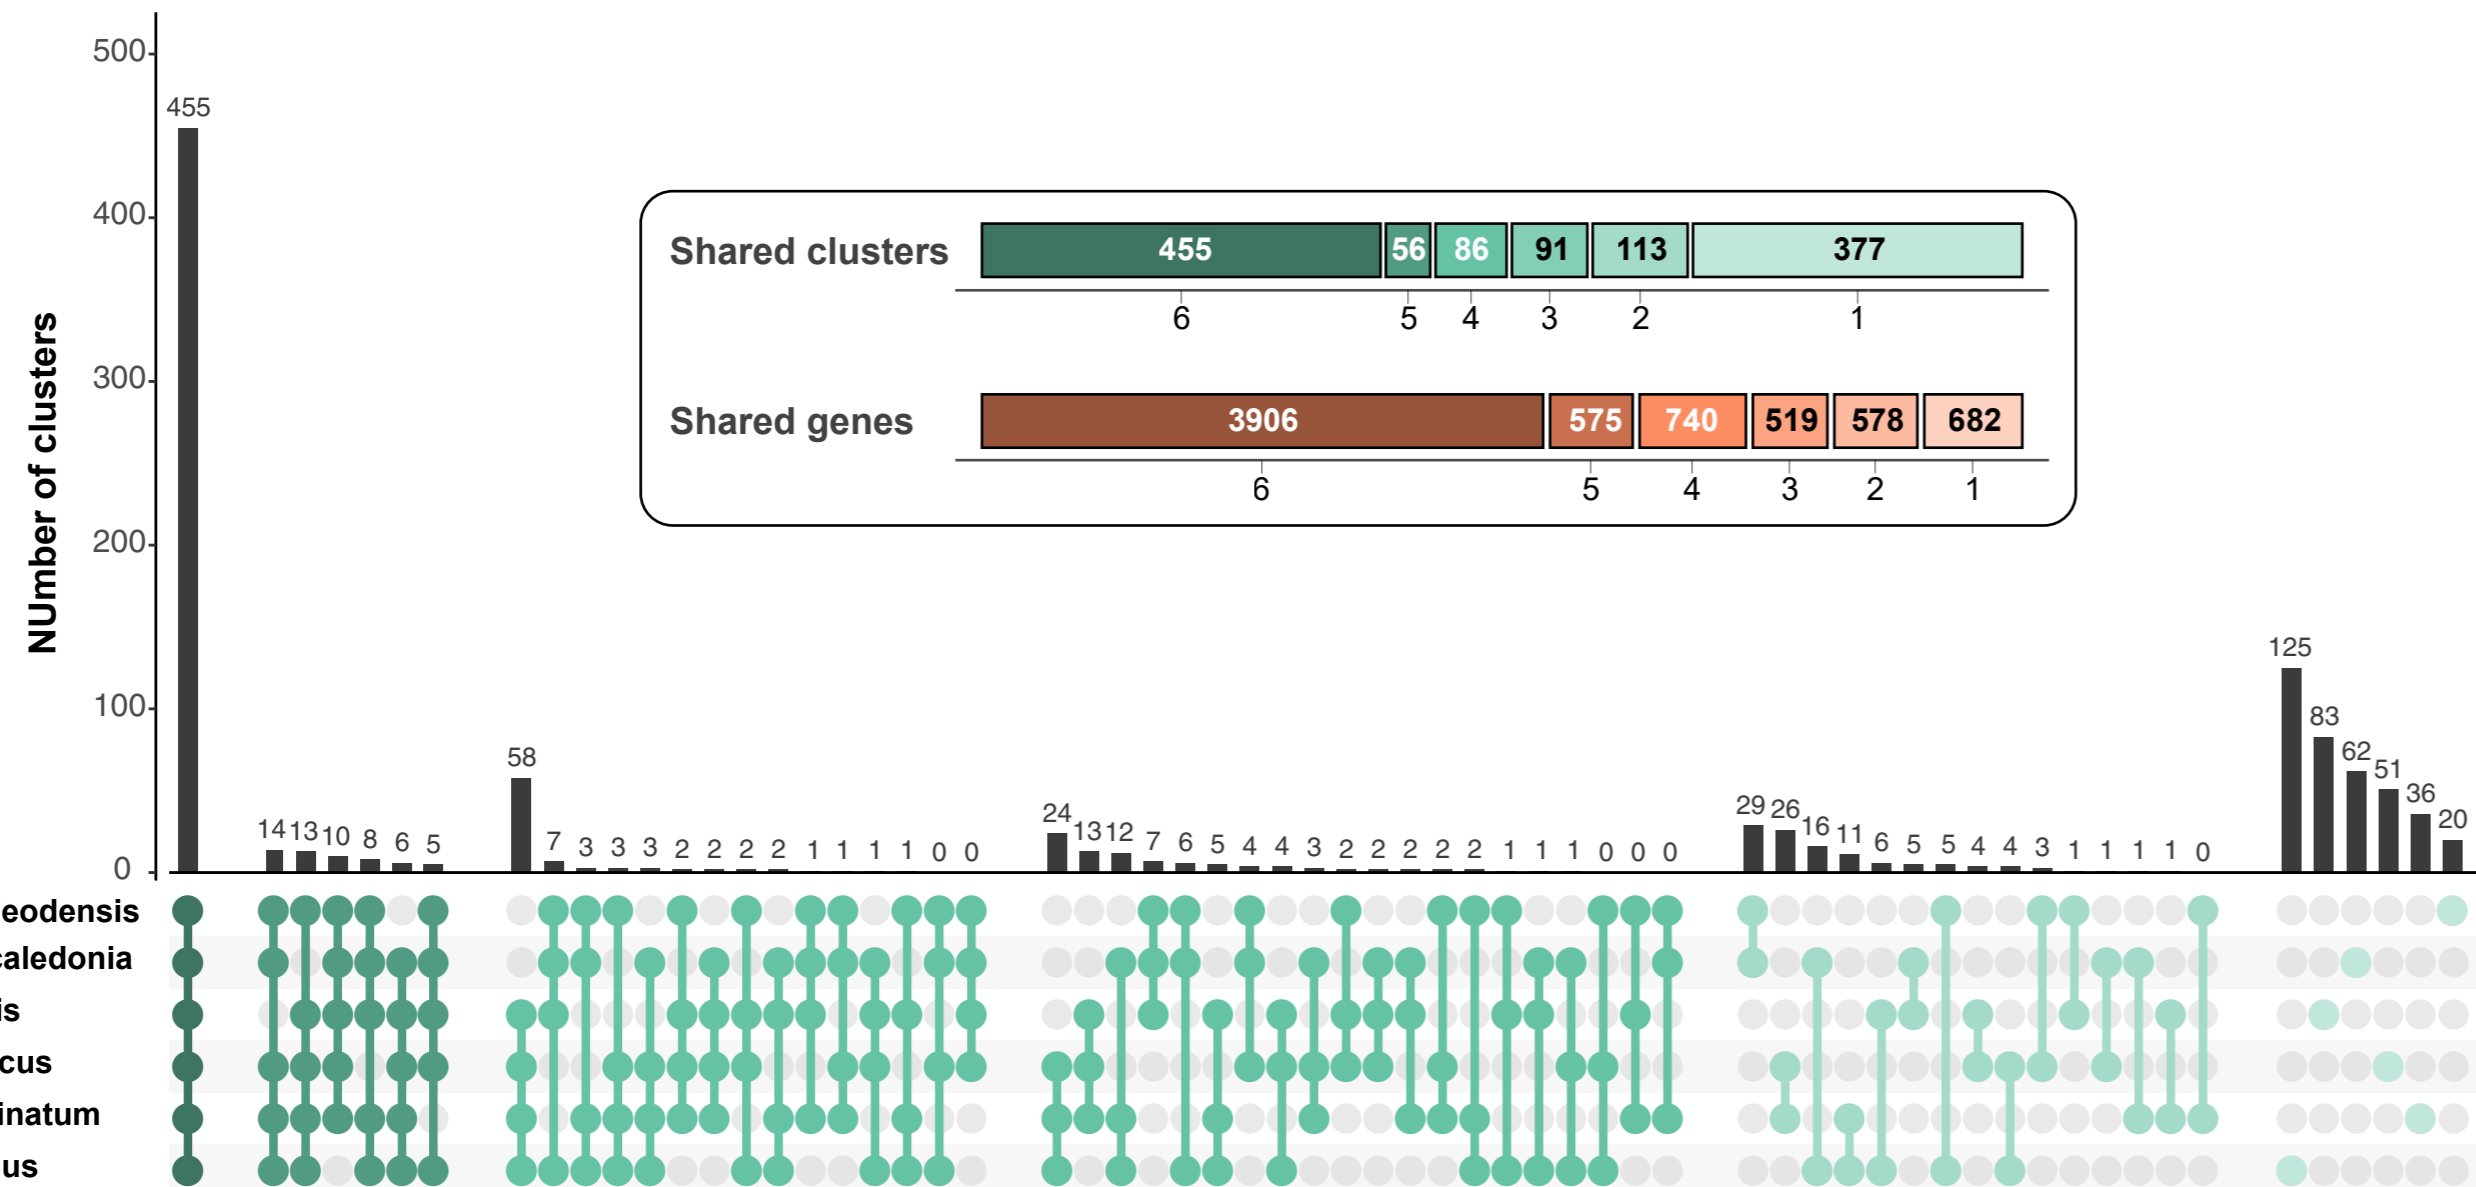 500
455
400
300
200
100
0
NUmber of clusters
Shared clusters 455 56 86 91 113 377
6 5 4 3 2 1
Shared genes 3906 575 740 519 578 682
6 5 4 3 2 1
14 13 10 8 6 5
58 7 3 3 3 2 2 2 2 1 1 1 1 0 0
24 13 12 7 6 5 4 4 3 2 2 2 2 2 1 1 1 0 0 0
29 26 16 11 6 5 5 4 4 3 1 1 1 1 0
125 83 62 51 36 20
eodensis
caledonia
is
cus
inatum
us